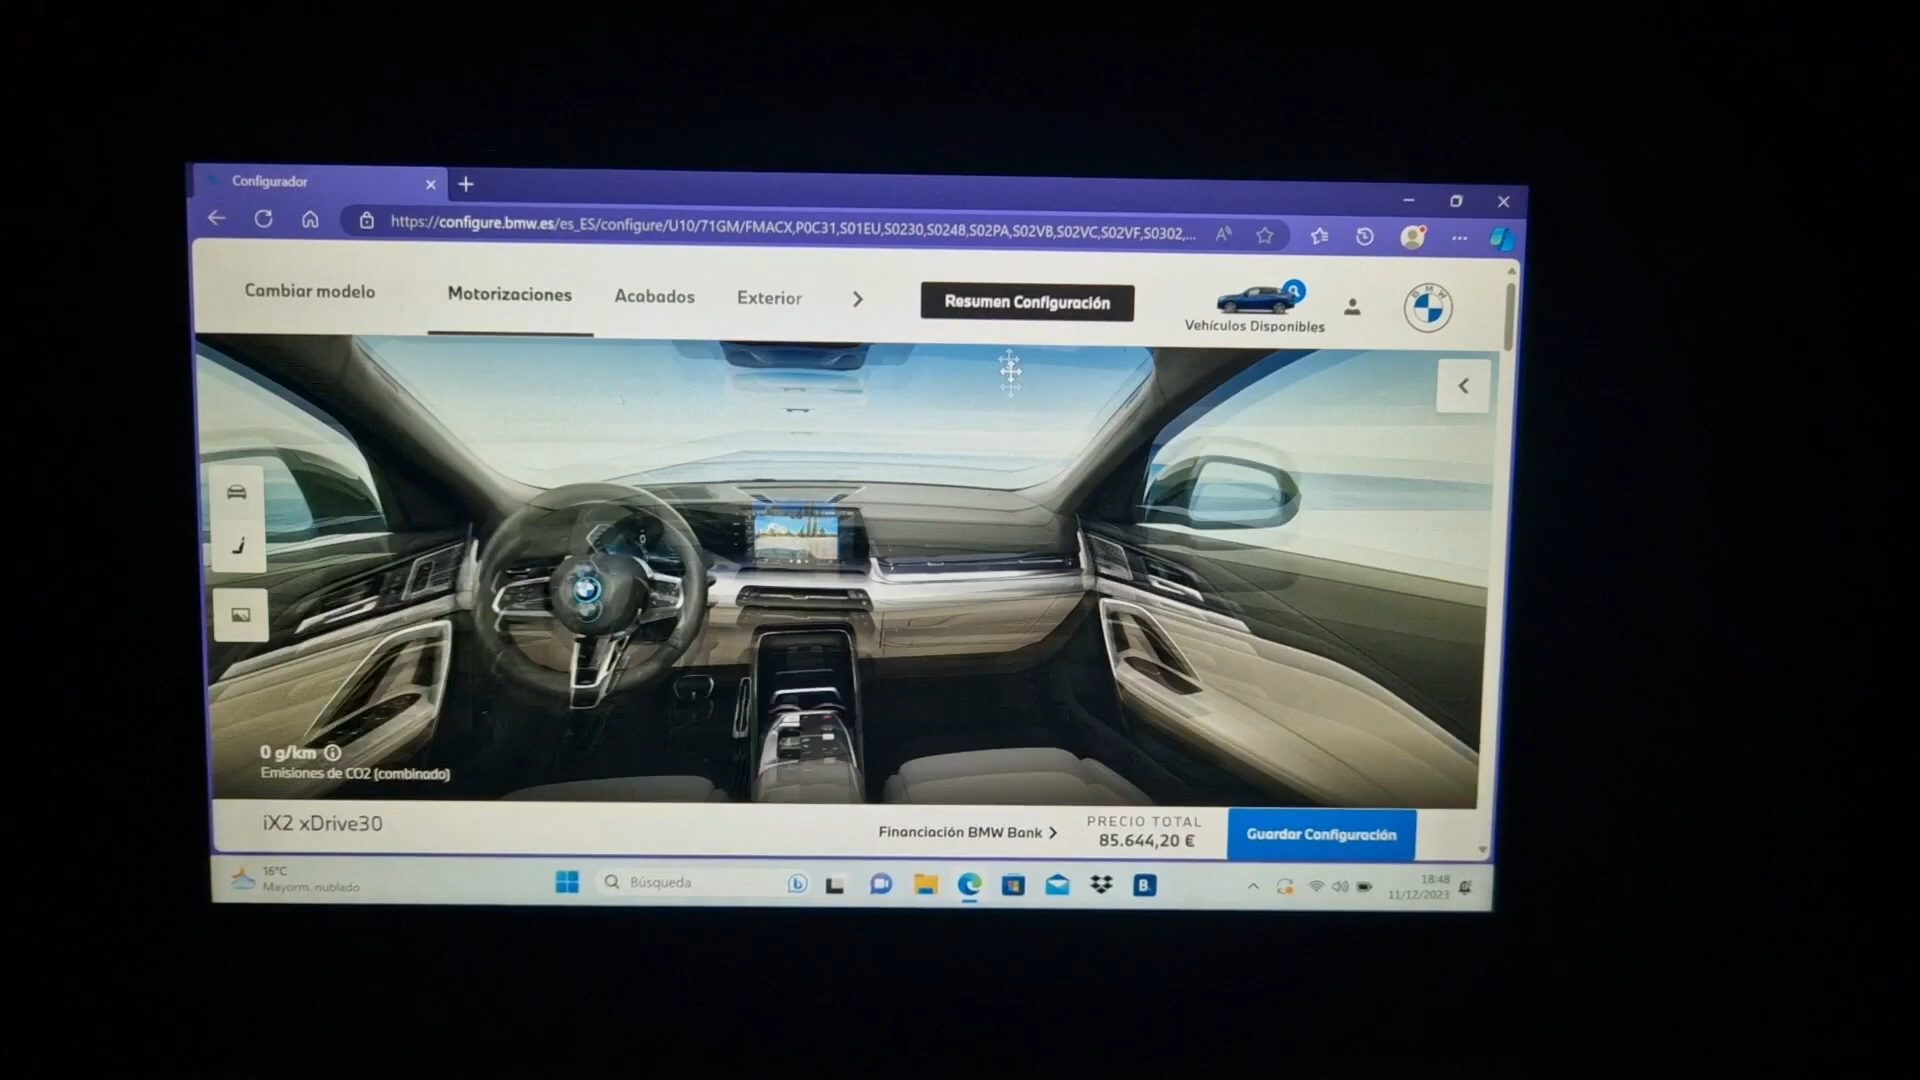 Configurador
https://configure.bmw.es/es_ES/configure/U10/71GM/FMACX,P0C31,S01EU,S0230,S0248,S02PA,S02VB,S02VC,S02VF,S0302,...
Cambiar modelo
Motorizaciones
Acabados
Exterior
Resumen Configuración
Vehículos Disponibles
BMW
0 g/km
Emisiones de CO2 (combinado)
iX2 xDrive30
Financiación BMW Bank
PRECIO TOTAL
85.644,20 €
Guardar Configuración
16°C
Mayorm. nublado
Búsqueda
B.
18:48
11/12/2023